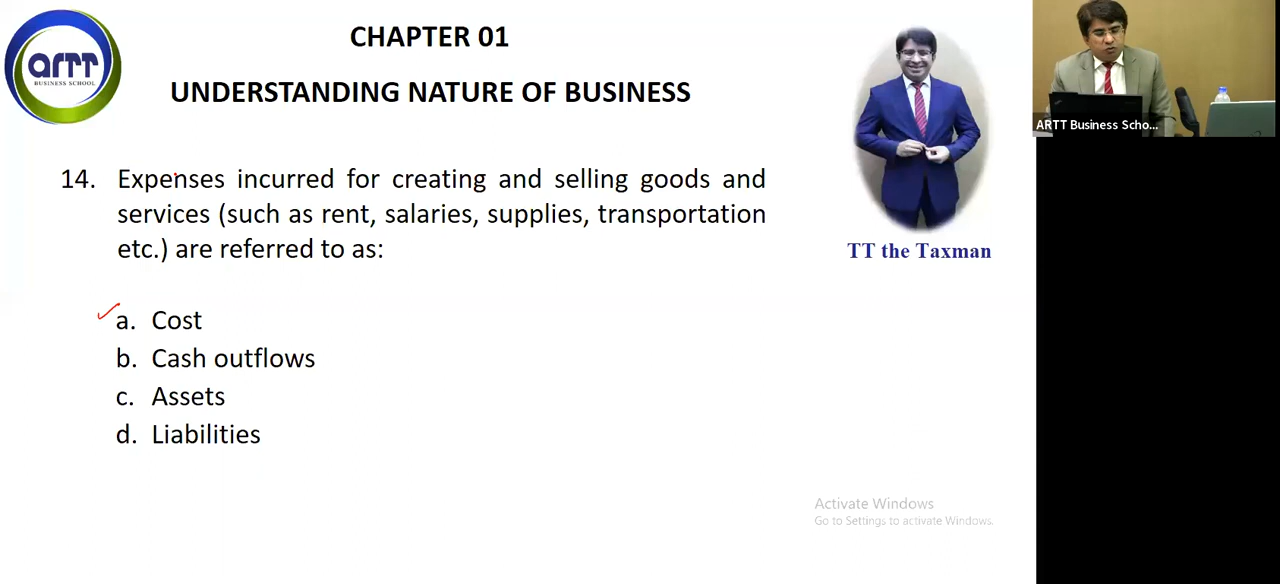 CHAPTER 01
UNDERSTANDING NATURE OF BUSINESS
ARTT
BUSINESS SCHOOL
ARTT Business Scho...
14. Expenses incurred for creating and selling goods and
services (such as rent, salaries, supplies, transportation
etc.) are referred to as:
TT the Taxman
a. Cost
b. Cash outflows
c. Assets
d. Liabilities
Activate Windows
Go to Settings to activate Windows.